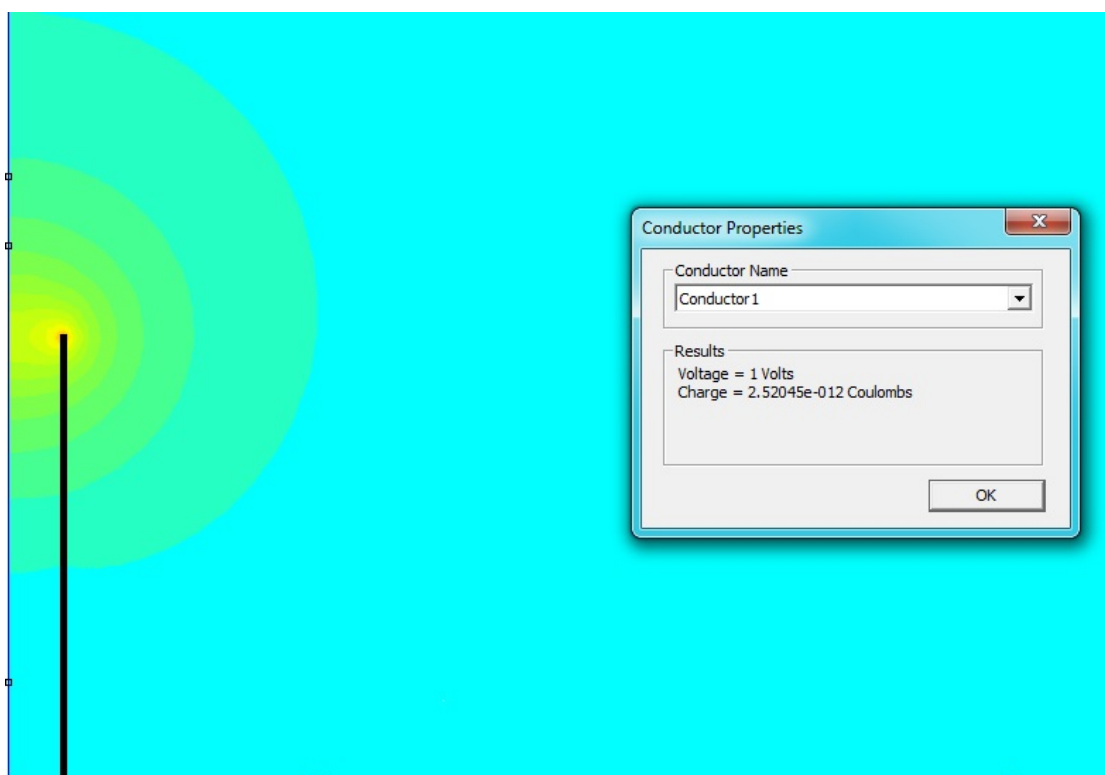 Conductor Properties
Conductor Name
Conductor1
Results
Voltage = 1 Volts
Charge = 2.52045e-012 Coulombs
OK